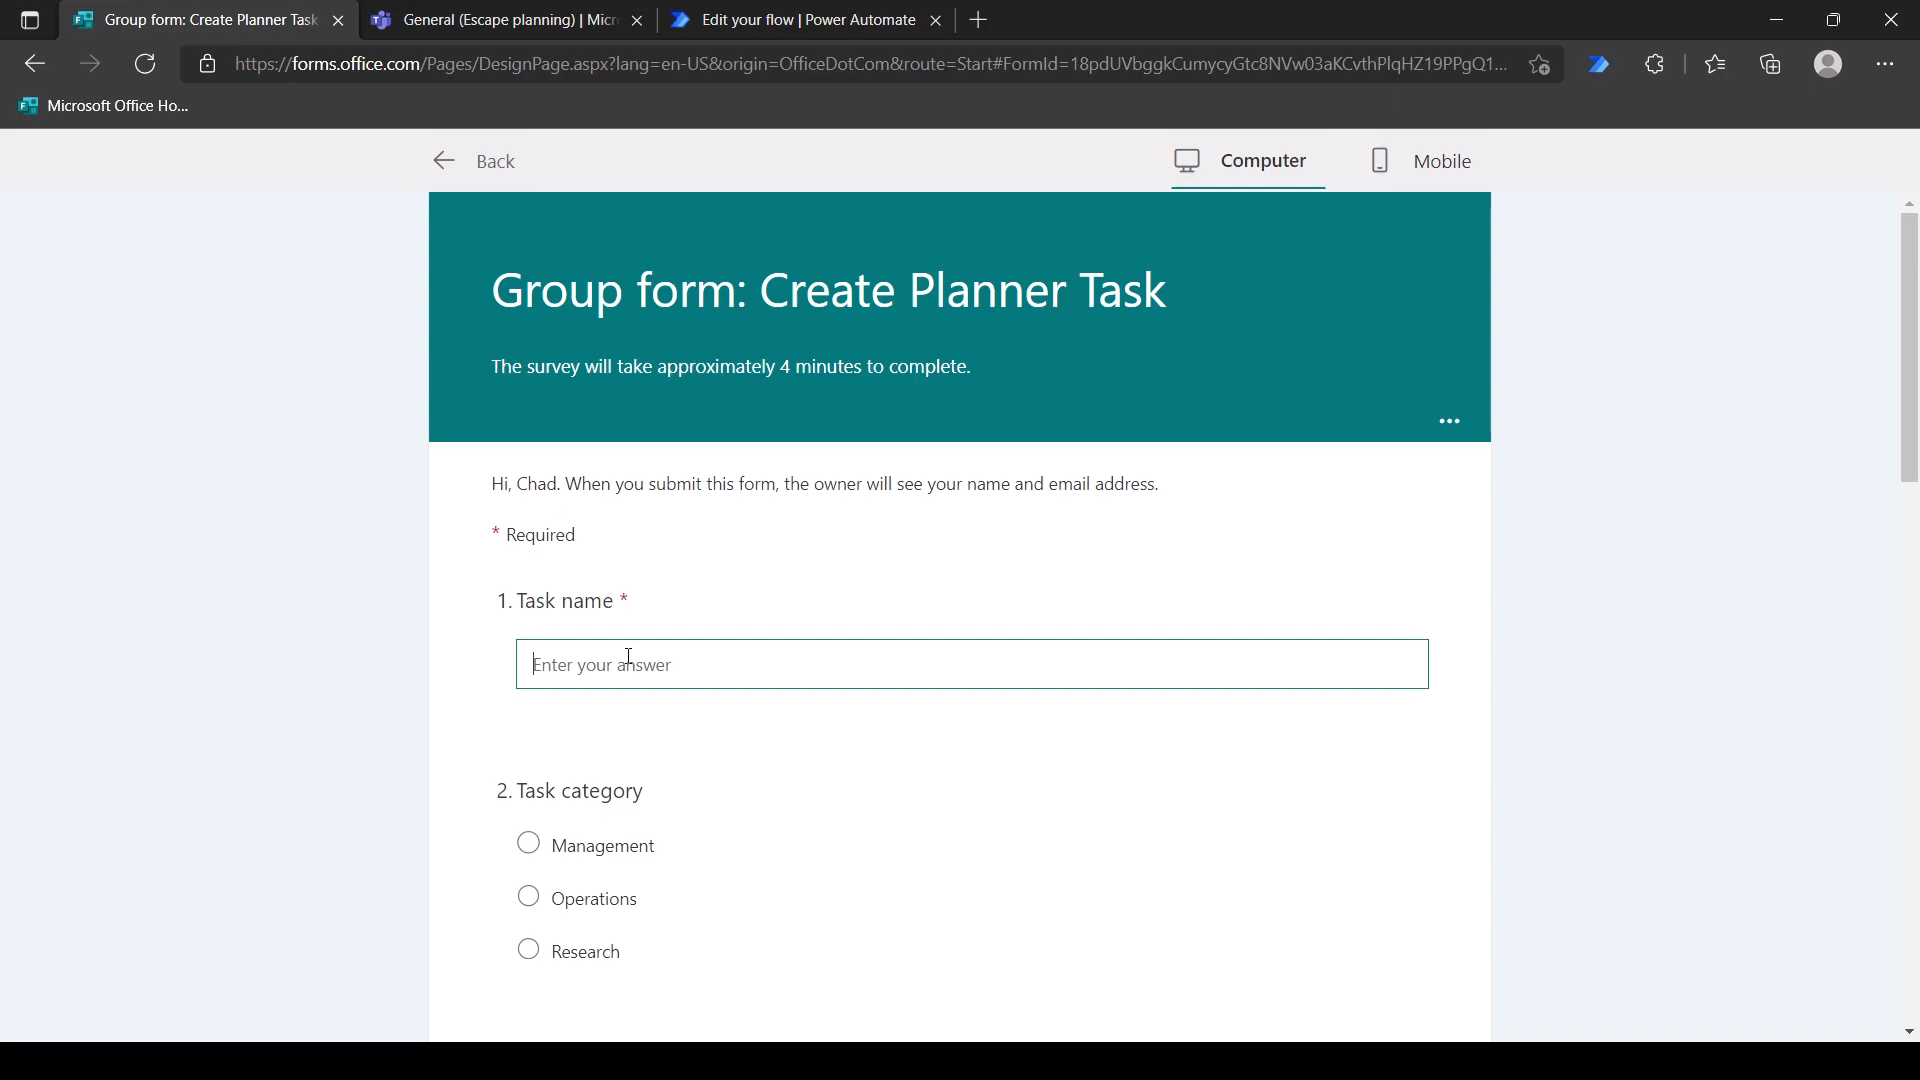 Group form: Create Planner Task
General (Escape planning) | Micr
Edit your flow | Power Automate
https://forms.office.com/Pages/DesignPage.aspx?lang=en-US&origin=OfficeDotCom&route=Start#FormId=18pdUVbggkCumycyGtc8NVw03aKCvthPlqHZ19PPgQ1...
Microsoft Office Ho...
Back
Computer
Mobile
Group form: Create Planner Task
The survey will take approximately 4 minutes to complete.
Hi, Chad. When you submit this form, the owner will see your name and email address.
* Required
1. Task name *
Enter your answer
2. Task category
Management
Operations
Research